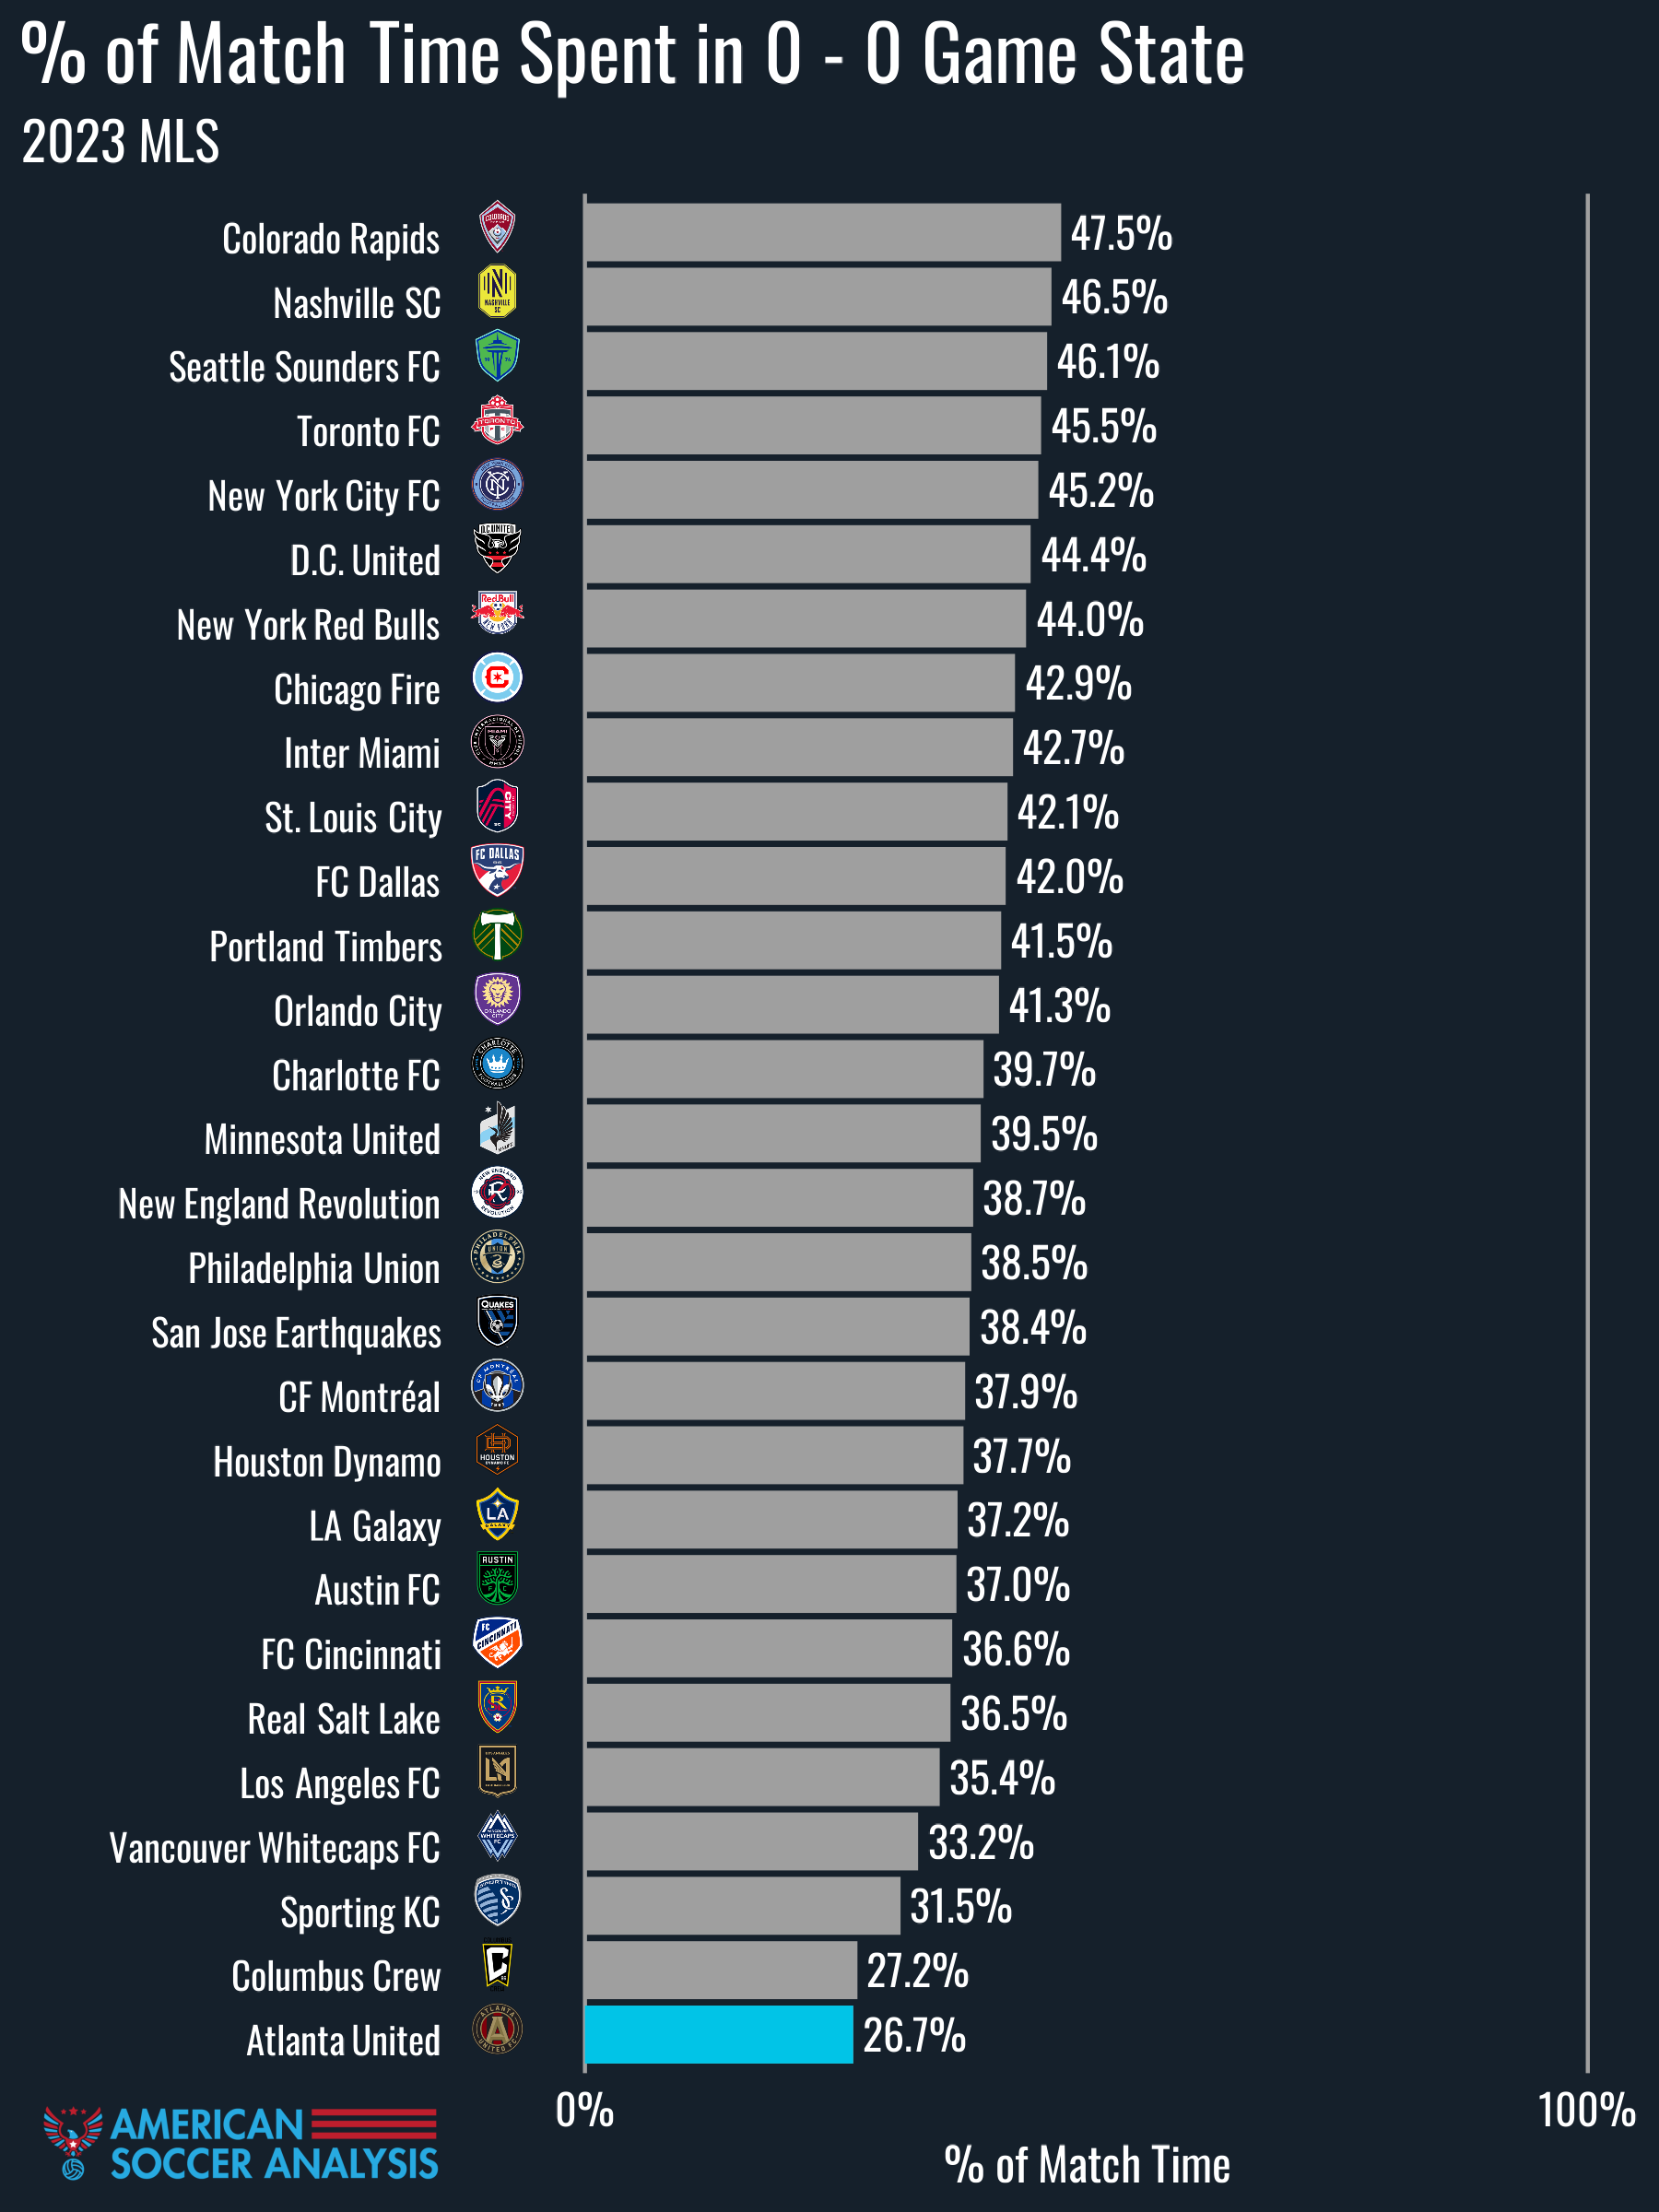 % of Match Time Spent in 0 - 0 Game State
2023 MLS
Colorado Rapids 47.5%
Nashville SC 46.5%
Seattle Sounders FC 46.1%
Toronto FC 45.5%
New York City FC 45.2%
D.C. United 44.4%
New York Red Bulls 44.0%
Chicago Fire 42.9%
Inter Miami 42.7%
St. Louis City 42.1%
FC Dallas 42.0%
Portland Timbers 41.5%
Orlando City 41.3%
Charlotte FC 39.7%
Minnesota United 39.5%
New England Revolution 38.7%
Philadelphia Union 38.5%
San Jose Earthquakes 38.4%
CF Montréal 37.9%
Houston Dynamo 37.7%
LA Galaxy 37.2%
Austin FC 37.0%
FC Cincinnati 36.6%
Real Salt Lake 36.5%
Los Angeles FC 35.4%
Vancouver Whitecaps FC 33.2%
Sporting KC 31.5%
Columbus Crew 27.2%
Atlanta United 26.7%
0% 100%
% of Match Time
AMERICAN
SOCCER ANALYSIS